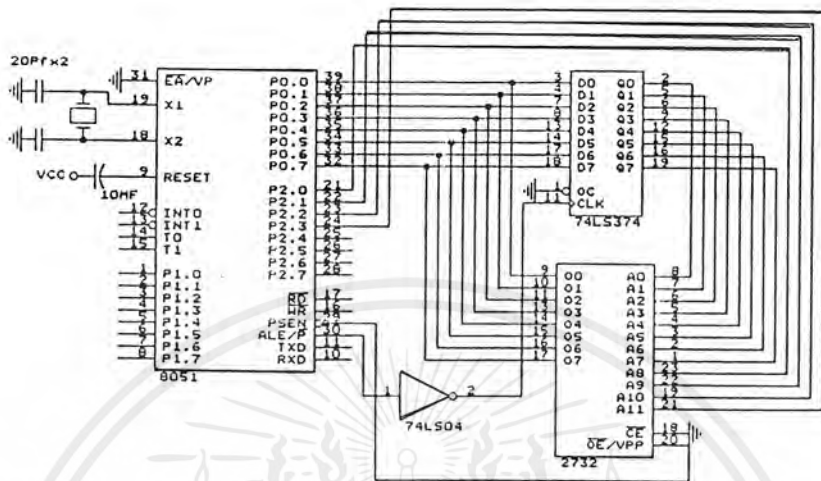 20Pfx2
VCC
10MF
31 EA/VP
19 X1
18 X2
9 RESET
12 INT0
13 INT1
14 T0
15 T1
1 P1.0
2 P1.1
3 P1.2
4 P1.3
5 P1.4
6 P1.5
7 P1.6
8 P1.7
P0.0 39
P0.1 38
P0.2 37
P0.3 36
P0.4 35
P0.5 34
P0.6 33
P0.7 32
P2.0 21
P2.1 22
P2.2 23
P2.3 24
P2.4 25
P2.5 26
P2.6 27
P2.7 28
RD 17
WR 16
PSEN 29
ALE/P 30
TXD 11
RXD 10
8051
1 2
74LS04
3 D0 Q0 2
4 D1 Q1 5
7 D2 Q2 6
8 D3 Q3 9
13 D4 Q4 12
14 D5 Q5 15
17 D6 Q6 16
18 D7 Q7 19
1 OC
11 CLK
74LS374
9 O0 A0 8
10 O1 A1 7
11 O2 A2 6
13 O3 A3 5
14 O4 A4 4
15 O5 A5 3
16 O6 A6 2
17 O7 A7 1
A8 23
A9 22
A10 19
A11 21
CE 18
OE/VPP 20
2732